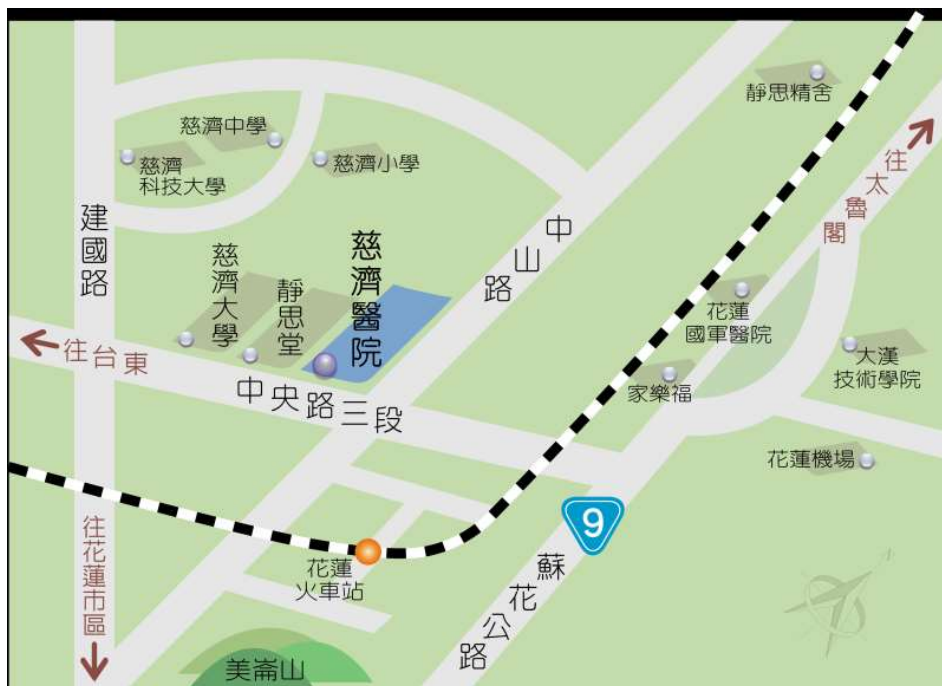 靜思精舍
慈濟中學
慈濟
科技大學
慈濟小學
往太魯閣
建國路
中山路
慈濟大學
靜思堂
慈濟醫院
花蓮
國軍醫院
往台東
大漢
技術學院
中央路三段
家樂福
花蓮機場
9
往花蓮市區
花蓮
火車站
蘇花公路
美崙山